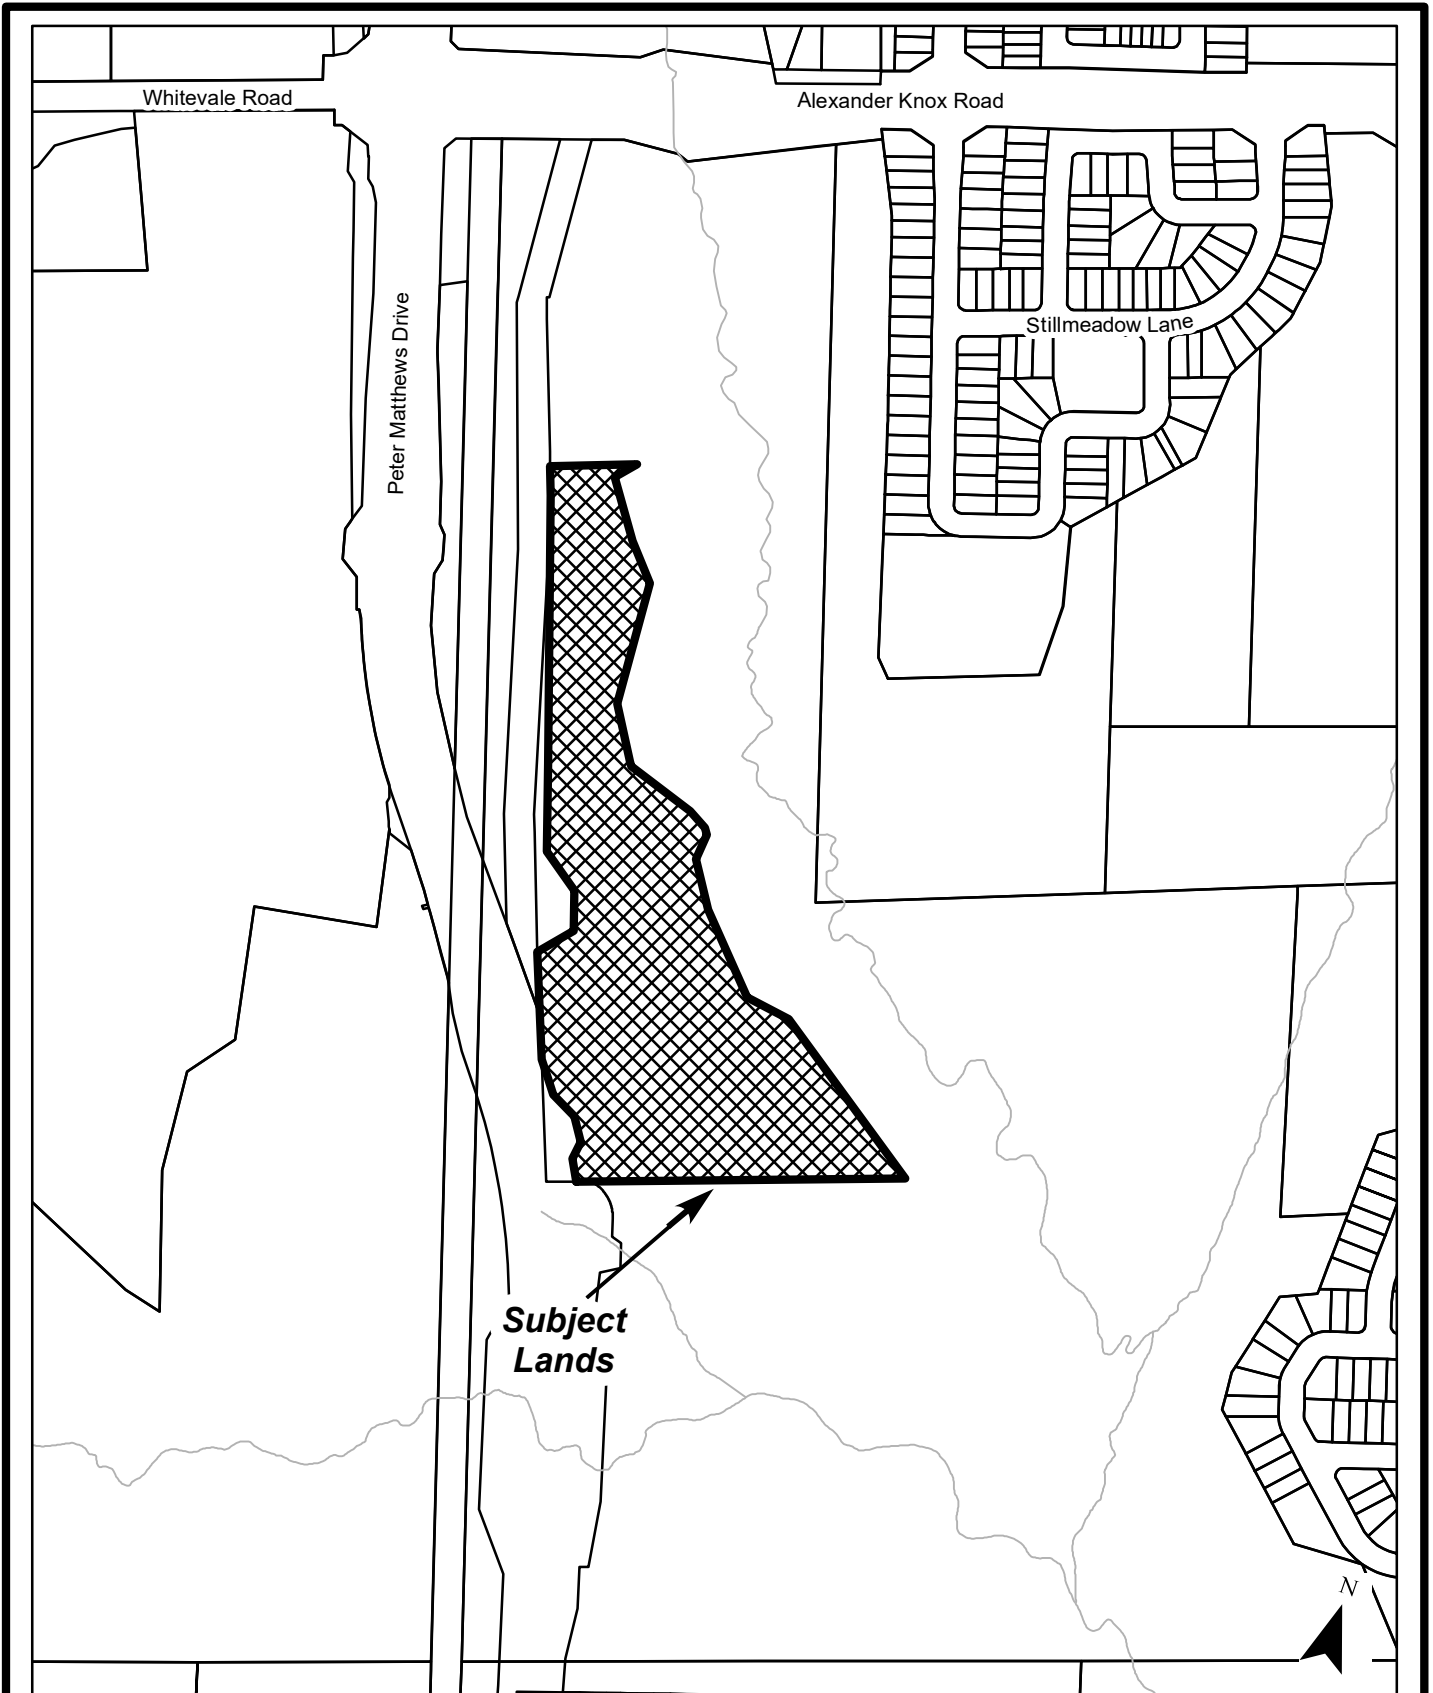 Whitevale Road
Alexander Knox Road
Peter Matthews Drive
Stillmeadow Lane
Subject
Lands
N